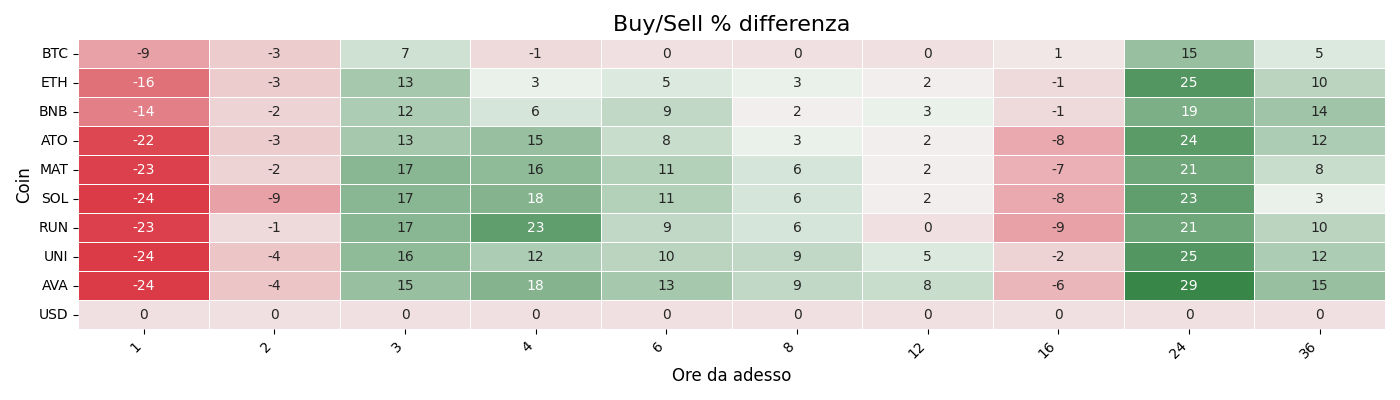 Buy/Sell % differenza
Coin
BTC -9 -3 7 -1 0 0 0 1 15 5
ETH -16 -3 13 3 5 3 2 -1 25 10
BNB -14 -2 12 6 9 2 3 -1 19 14
ATO -22 -3 13 15 8 3 2 -8 24 12
MAT -23 -2 17 16 11 6 2 -7 21 8
SOL -24 -9 17 18 11 6 2 -8 23 3
RUN -23 -1 17 23 9 6 0 -9 21 10
UNI -24 -4 16 12 10 9 5 -2 25 12
AVA -24 -4 15 18 13 9 8 -6 29 15
USD 0 0 0 0 0 0 0 0 0 0
1 2 3 4 6 8 12 16 24 36
Ore da adesso